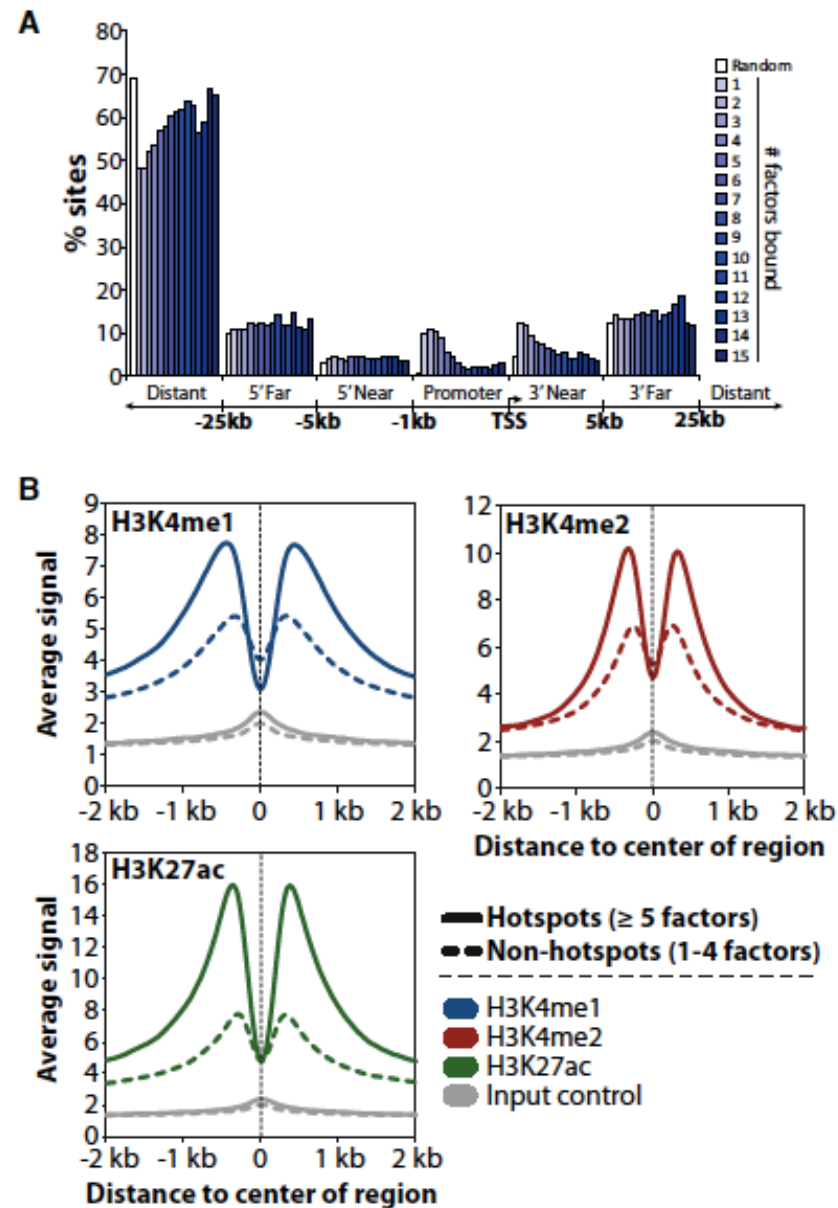 A
80
70
60
50
40
30
20
10
0
% sites
Random
1
2
3
4
5
6
7
8
9
10
11
12
13
14
15
# factors bound
Distant 5’Far 5’Near Promoter 3’Near 3’Far Distant
-25kb -5kb -1kb TSS 5kb 25kb
B
H3K4me1
9
8
7
6
5
4
3
2
1
0
Average signal
-2 kb -1 kb 0 1 kb 2 kb
H3K4me2
12
10
8
6
4
2
0
-2 kb -1 kb 0 1 kb 2 kb
Distance to center of region
H3K27ac
18
16
14
12
10
8
6
4
2
0
Average signal
-2 kb -1 kb 0 1 kb 2 kb
Distance to center of region
Hotspots (≥ 5 factors)
Non-hotspots (1-4 factors)
H3K4me1
H3K4me2
H3K27ac
Input control